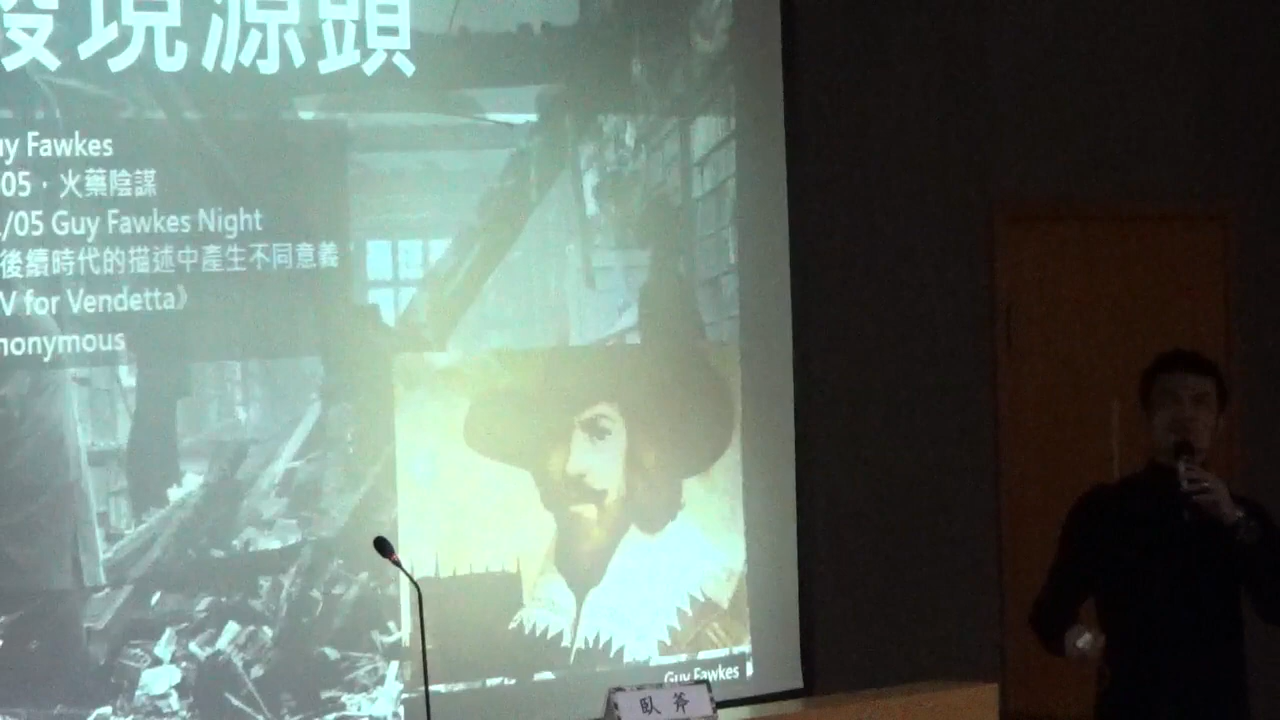 發現源頭
uy Fawkes
05，火藥陰謀
/05 Guy Fawkes Night
後續時代的描述中產生不同意義
V for Vendetta》
nonymous
Guy Fawkes
臥斧